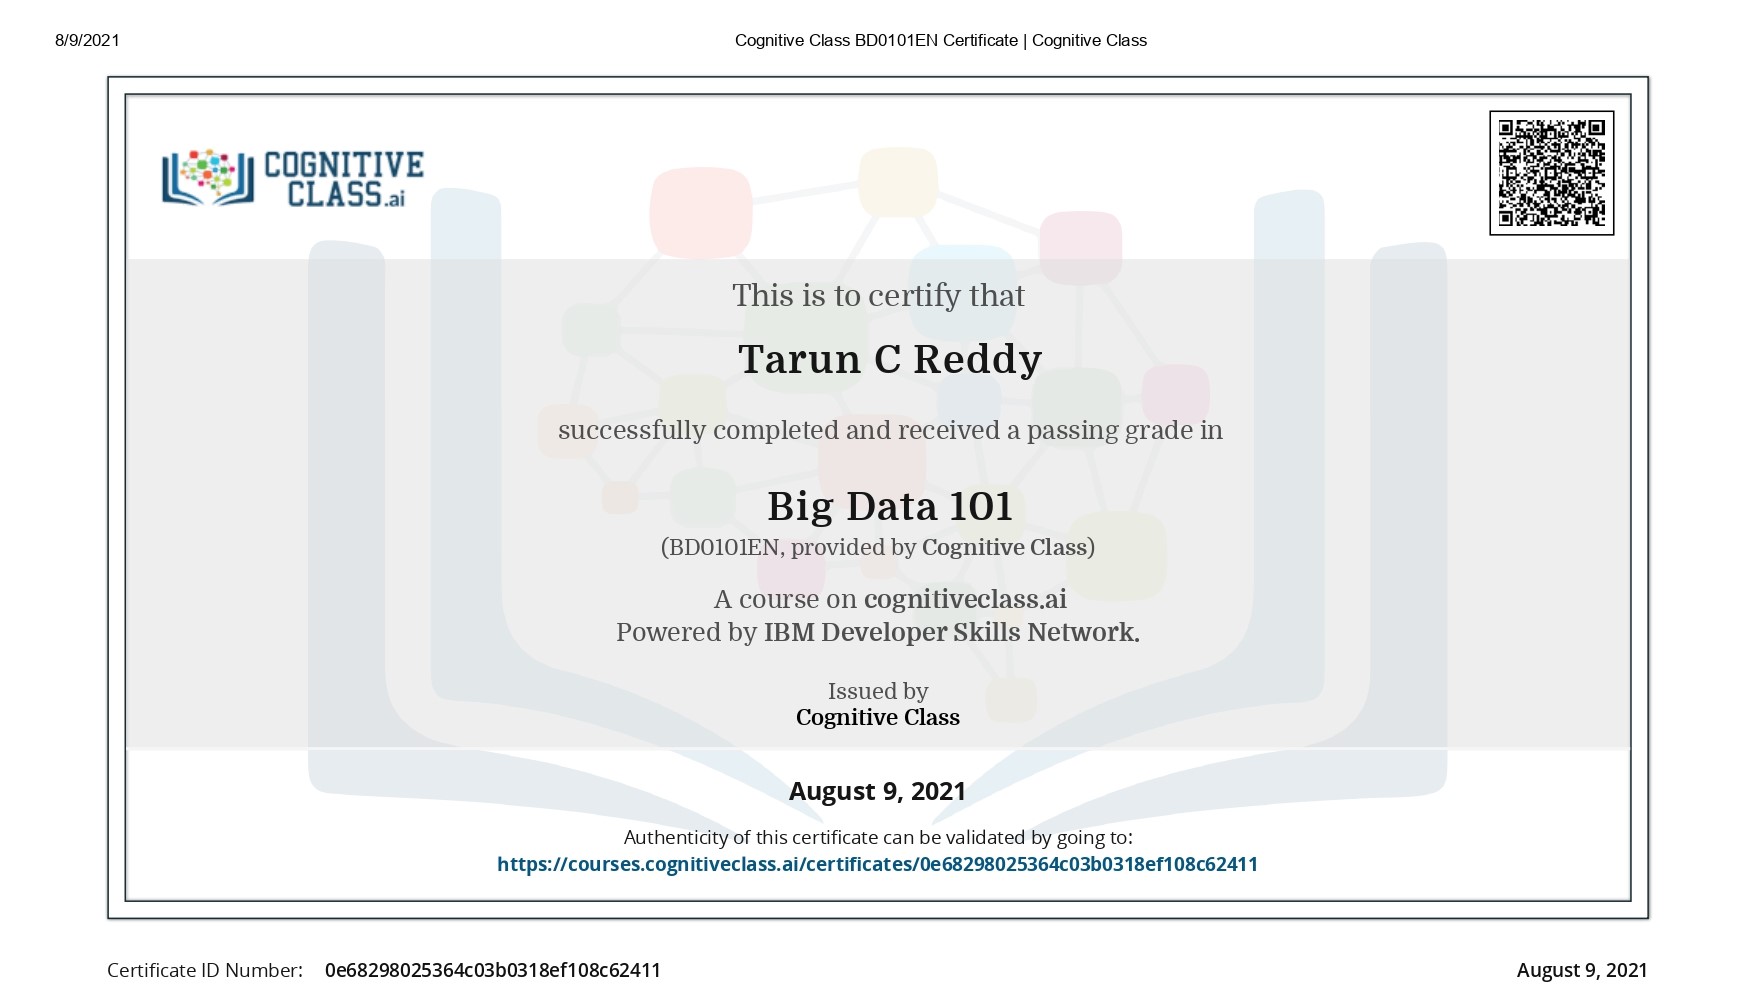 8/9/2021
Cognitive Class BD0101EN Certificate | Cognitive Class
COGNITIVE
CLASS.ai
This is to certify that
Tarun C Reddy
successfully completed and received a passing grade in
Big Data 101
(BD0101EN, provided by Cognitive Class)
A course on cognitiveclass.ai
Powered by IBM Developer Skills Network.
Issued by
Cognitive Class
August 9, 2021
Authenticity of this certificate can be validated by going to:
https://courses.cognitiveclass.ai/certificates/0e68298025364c03b0318ef108c62411
Certificate ID Number: 0e68298025364c03b0318ef108c62411
August 9, 2021